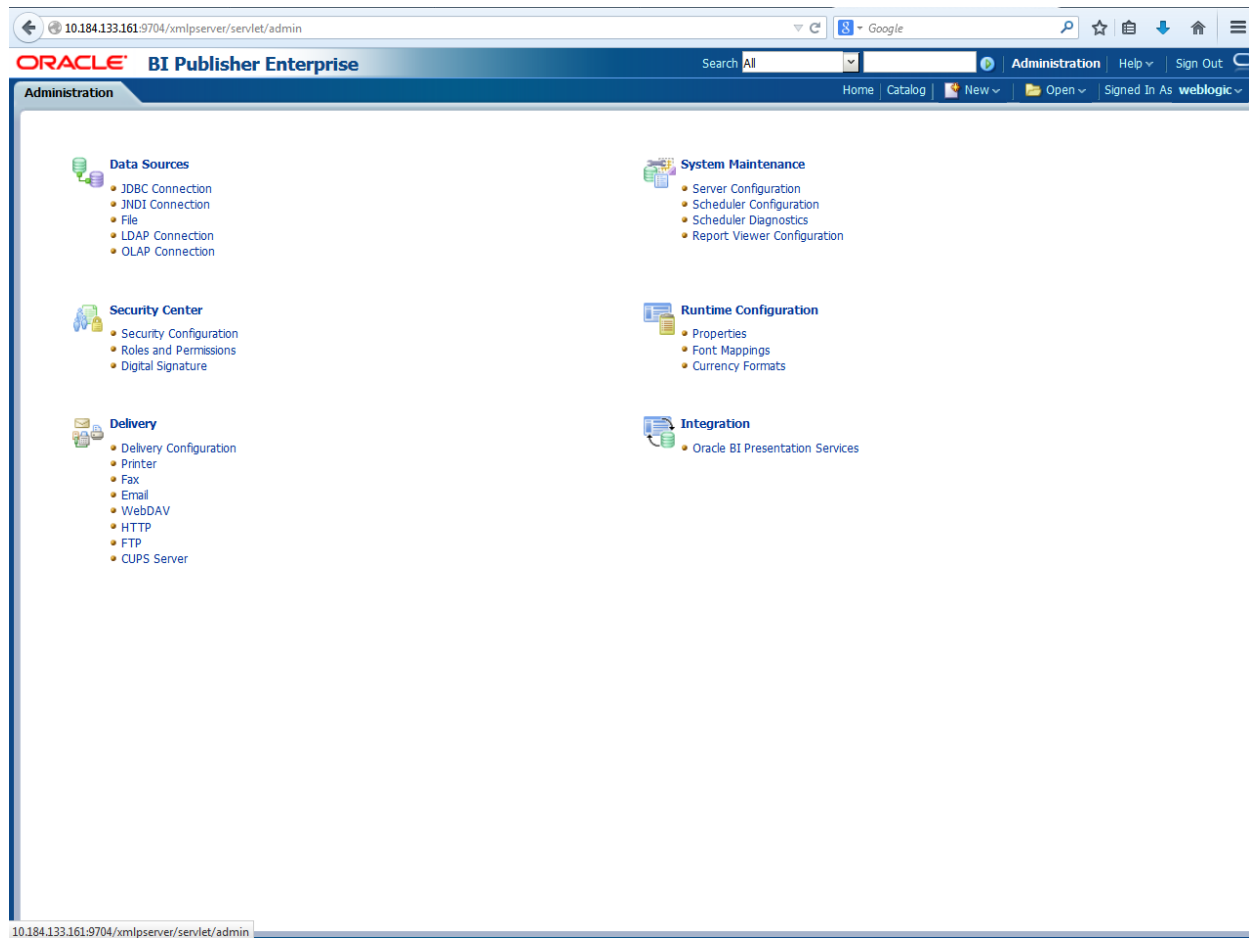 10.184.133.161:9704/xmlpserver/servlet/admin
Google
ORACLE BI Publisher Enterprise
Search All
Administration Help Sign Out
Administration
Home Catalog New Open Signed In As weblogic
Data Sources
JDBC Connection
JNDI Connection
File
LDAP Connection
OLAP Connection
System Maintenance
Server Configuration
Scheduler Configuration
Scheduler Diagnostics
Report Viewer Configuration
Security Center
Security Configuration
Roles and Permissions
Digital Signature
Runtime Configuration
Properties
Font Mappings
Currency Formats
Delivery
Delivery Configuration
Printer
Fax
Email
WebDAV
HTTP
FTP
CUPS Server
Integration
Oracle BI Presentation Services
10.184.133.161:9704/xmlpserver/servlet/admin